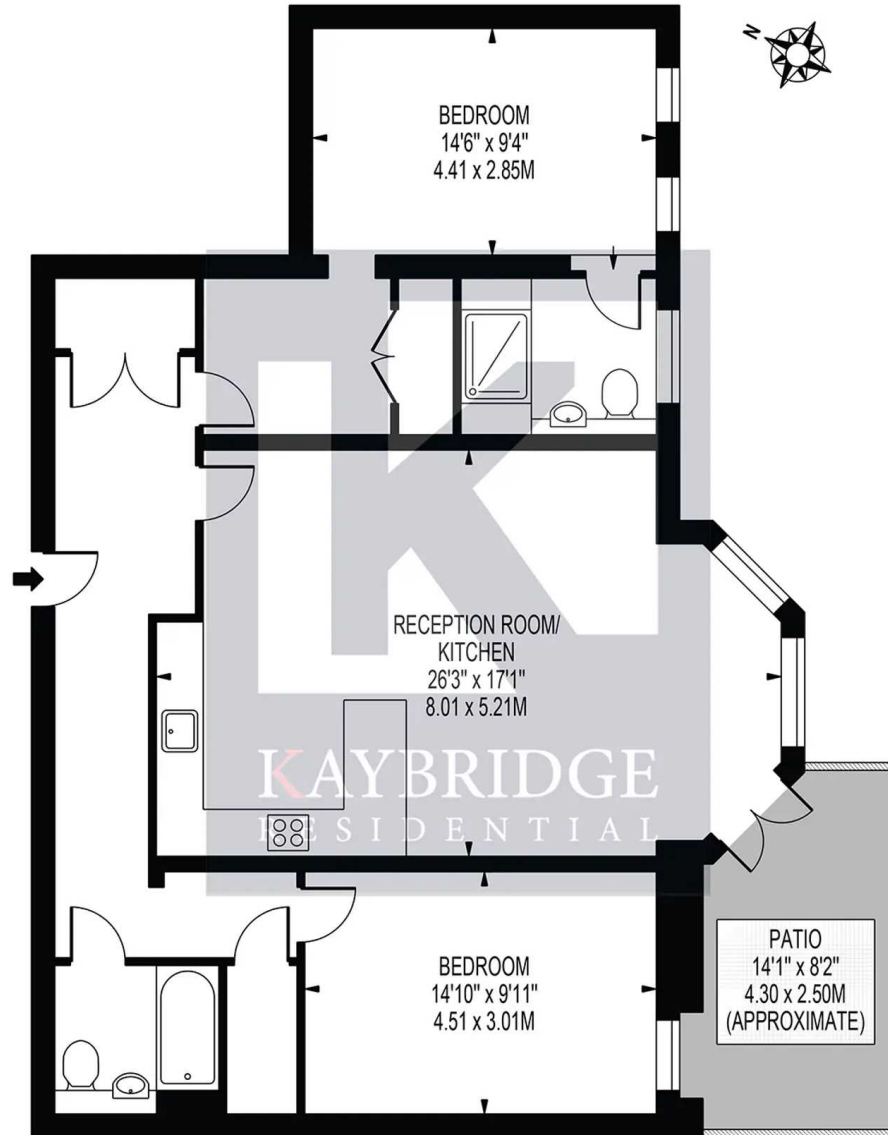 N
BEDROOM
14'6" x 9'4"
4.41 x 2.85M
RECEPTION ROOM/
KITCHEN
26'3" x 17'1"
8.01 x 5.21M
KAYBRIDGE
RESIDENTIAL
BEDROOM
14'10" x 9'11"
4.51 x 3.01M
PATIO
14'1" x 8'2"
4.30 x 2.50M
(APPROXIMATE)